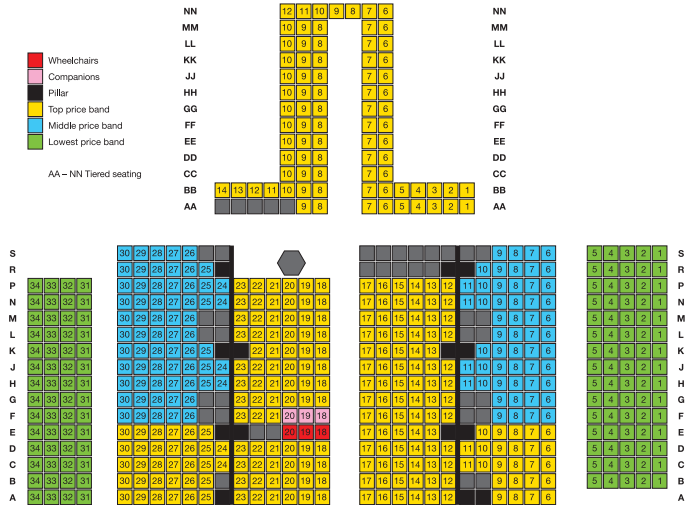 NN 12 11 10 9 8 7 6 NN
MM 10 9 8 7 6 MM
LL 10 9 8 7 6 LL
KK 10 9 8 7 6 KK
JJ 10 9 8 7 6 JJ
HH 10 9 8 7 6 HH
GG 10 9 8 7 6 GG
FF 10 9 8 7 6 FF
EE 10 9 8 7 6 EE
DD 10 9 8 7 6 DD
CC 10 9 8 7 6 CC
BB 14 13 12 11 10 9 8 7 6 5 4 3 2 1 BB
AA 9 8 7 6 5 4 3 2 1 AA
Wheelchairs
Companions
Pillar
Top price band
Middle price band
Lowest price band
AA – NN Tiered seating
S 30 29 28 27 26 9 8 7 6 5 4 3 2 1 S
R 30 29 28 27 26 25 10 9 8 7 6 5 4 3 2 1 R
P 34 33 32 31 30 29 28 27 26 25 24 23 22 21 20 19 18 17 16 15 14 13 12 11 10 9 8 7 6 5 4 3 2 1 P
N 34 33 32 31 30 29 28 27 26 25 24 23 22 21 20 19 18 17 16 15 14 13 12 11 10 9 8 7 6 5 4 3 2 1 N
M 34 33 32 31 30 29 28 27 26 23 22 21 20 19 18 17 16 15 14 13 12 9 8 7 6 5 4 3 2 1 M
L 34 33 32 31 30 29 28 27 26 23 22 21 20 19 18 17 16 15 14 13 12 9 8 7 6 5 4 3 2 1 L
K 34 33 32 31 30 29 28 27 26 25 22 21 20 19 18 17 16 15 14 13 10 9 8 7 6 5 4 3 2 1 K
J 34 33 32 31 30 29 28 27 26 25 24 23 22 21 20 19 18 17 16 15 14 13 12 11 10 9 8 7 6 5 4 3 2 1 J
H 34 33 32 31 30 29 28 27 26 25 24 23 22 21 20 19 18 17 16 15 14 13 12 11 10 9 8 7 6 5 4 3 2 1 H
G 34 33 32 31 30 29 28 27 26 23 22 21 20 19 18 17 16 15 14 13 12 9 8 7 6 5 4 3 2 1 G
F 34 33 32 31 30 29 28 27 26 23 22 21 20 19 18 17 16 15 14 13 12 9 8 7 6 5 4 3 2 1 F
E 34 33 32 31 30 29 28 27 26 25 20 19 18 17 16 15 14 13 10 9 8 7 6 5 4 3 2 1 E
D 34 33 32 31 30 29 28 27 26 25 24 23 22 21 20 19 18 17 16 15 14 13 12 11 10 9 8 7 6 5 4 3 2 1 D
C 34 33 32 31 30 29 28 27 26 25 24 23 22 21 20 19 18 17 16 15 14 13 12 11 10 9 8 7 6 5 4 3 2 1 C
B 34 33 32 31 30 29 28 27 26 25 23 22 21 20 19 18 17 16 15 14 13 12 9 8 7 6 5 4 3 2 1 B
A 34 33 32 31 30 29 28 27 26 25 23 22 21 20 19 18 17 16 15 14 13 12 9 8 7 6 A